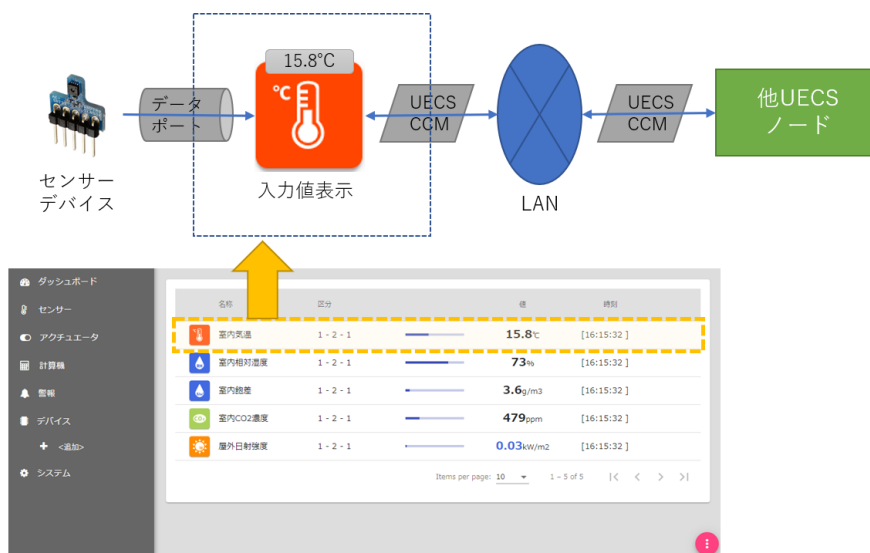 15.8°C
℃
データ
ポート
UECS
CCM
UECS
CCM
他UECS
ノード
センサー
デバイス
入力値表示
LAN
ダッシュボード
センサー
アクチュエータ
計算機
警報
デバイス
<追加>
システム
名称 区分 値 時刻
室内気温 1 - 2 - 1 15.8℃ [16:15:32 ]
室内相対湿度 1 - 2 - 1 73% [16:15:32 ]
室内飽差 1 - 2 - 1 3.6g/m3 [16:15:32 ]
室内CO2濃度 1 - 2 - 1 479ppm [16:15:32 ]
屋外日射強度 1 - 2 - 1 0.03kW/m2 [16:15:32 ]
Items per page: 10 1 – 5 of 5